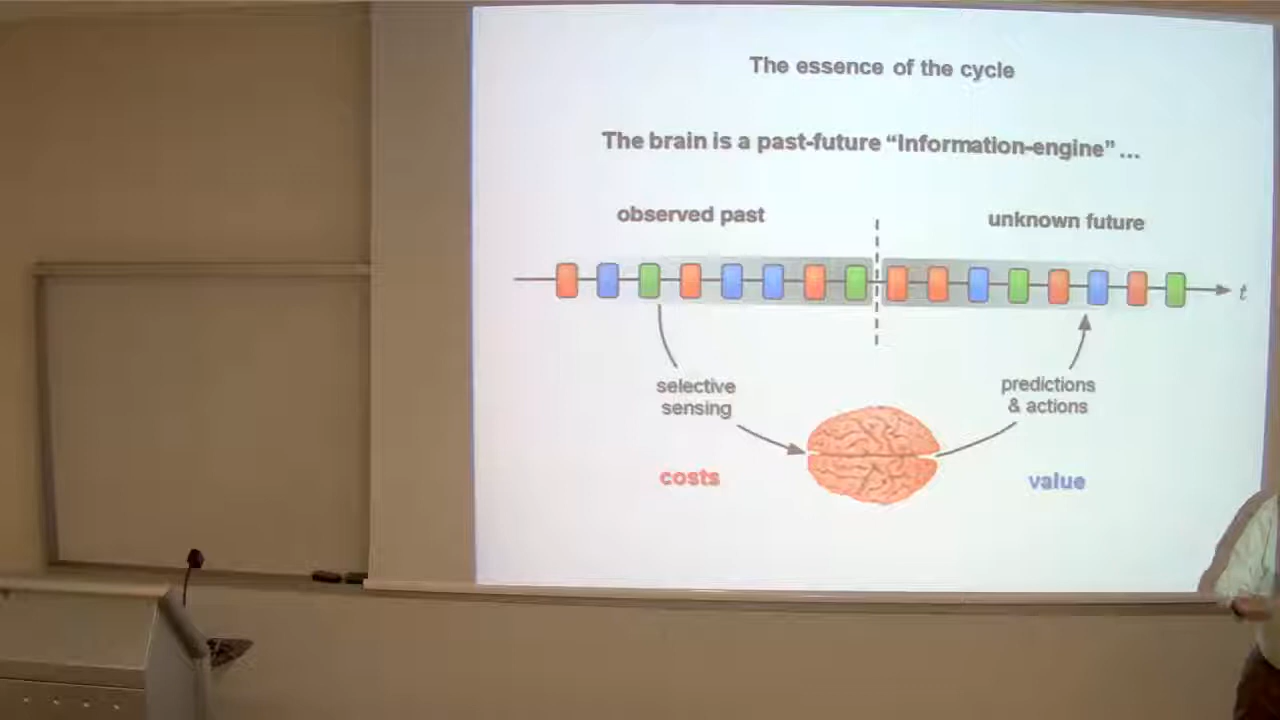 The essence of the cycle
The brain is a past-future “Information-engine” ...
observed past
unknown future
t
selective
sensing
predictions
& actions
costs
value